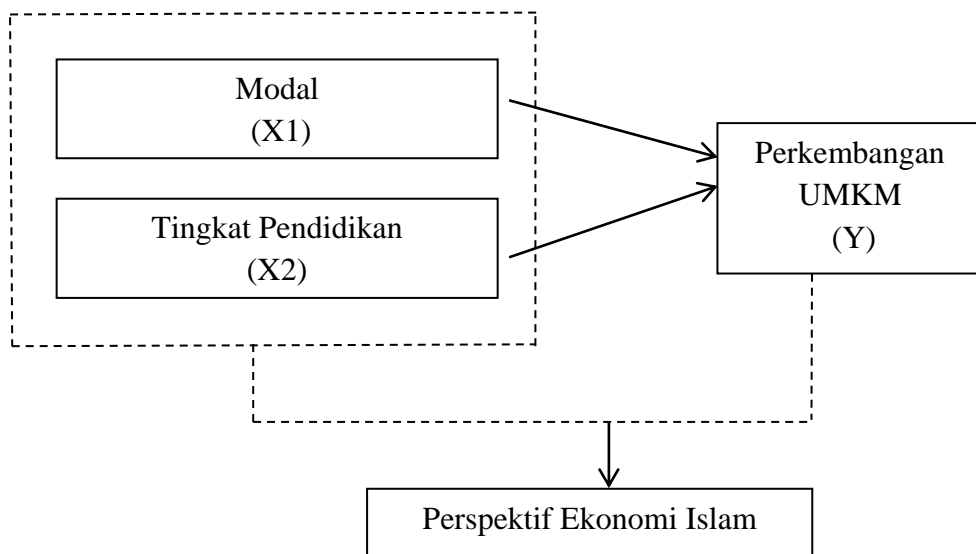 Modal
(X1)
Tingkat Pendidikan
(X2)
Perkembangan
UMKM
(Y)
Perspektif Ekonomi Islam